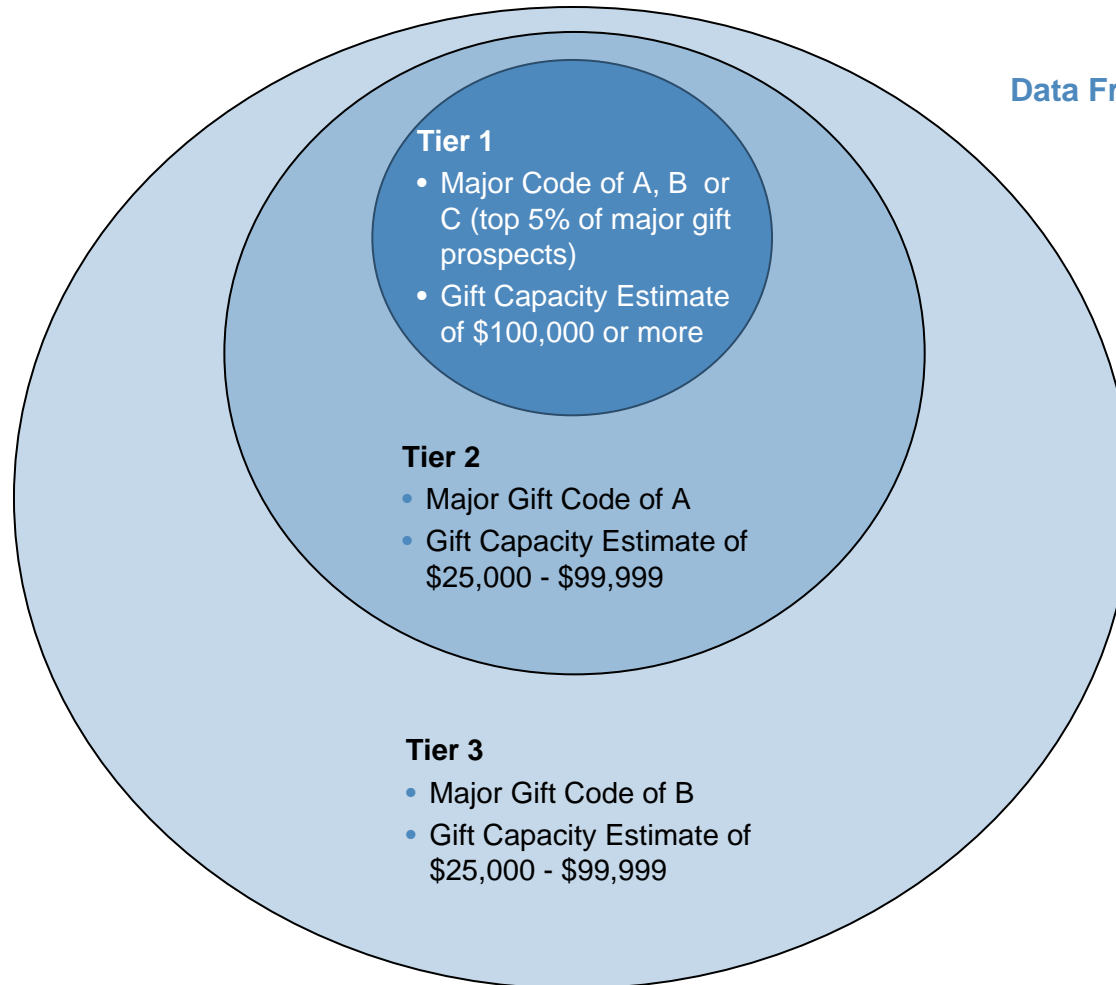 Data Fr
Tier 1
• Major Code of A, B or
C (top 5% of major gift
prospects)
• Gift Capacity Estimate
of $100,000 or more
Tier 2
• Major Gift Code of A
• Gift Capacity Estimate of
$25,000 - $99,999
Tier 3
• Major Gift Code of B
• Gift Capacity Estimate of
$25,000 - $99,999